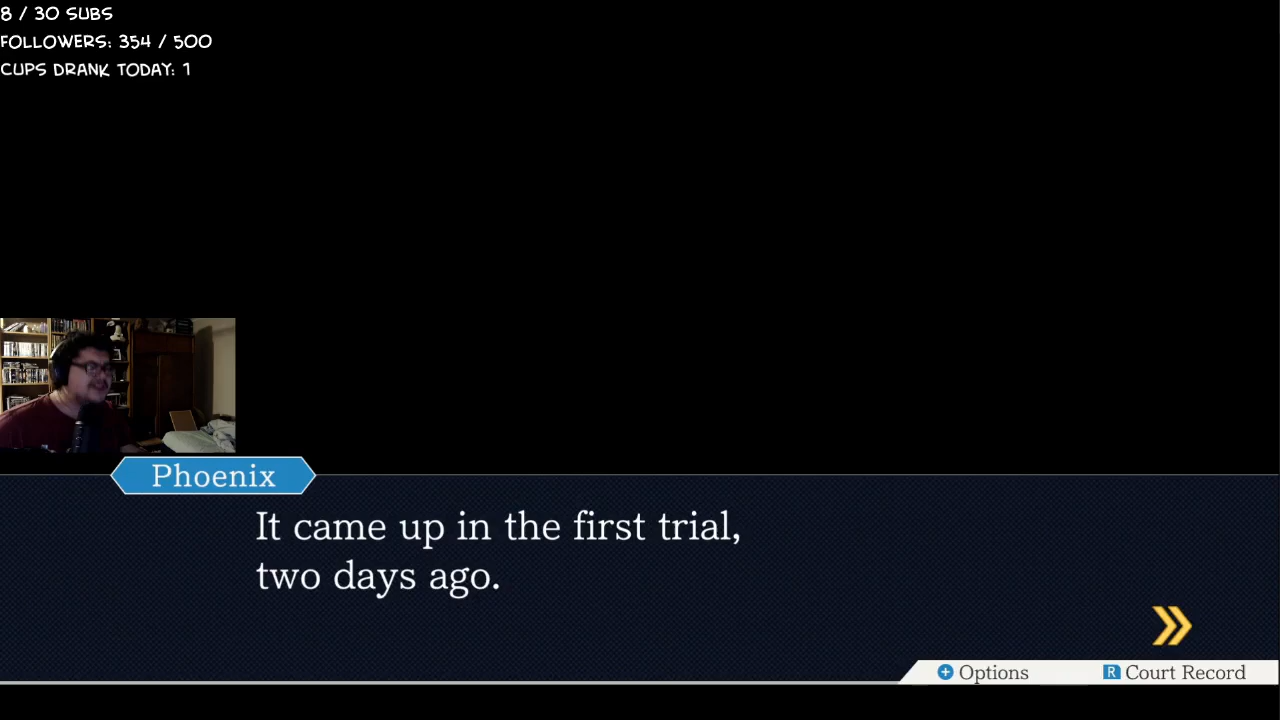 8 / 30 SUBS
FOLLOWERS: 354 / 500
CUPS DRANK TODAY: 1
Phoenix
It came up in the first trial,
two days ago.
+ Options
R Court Record